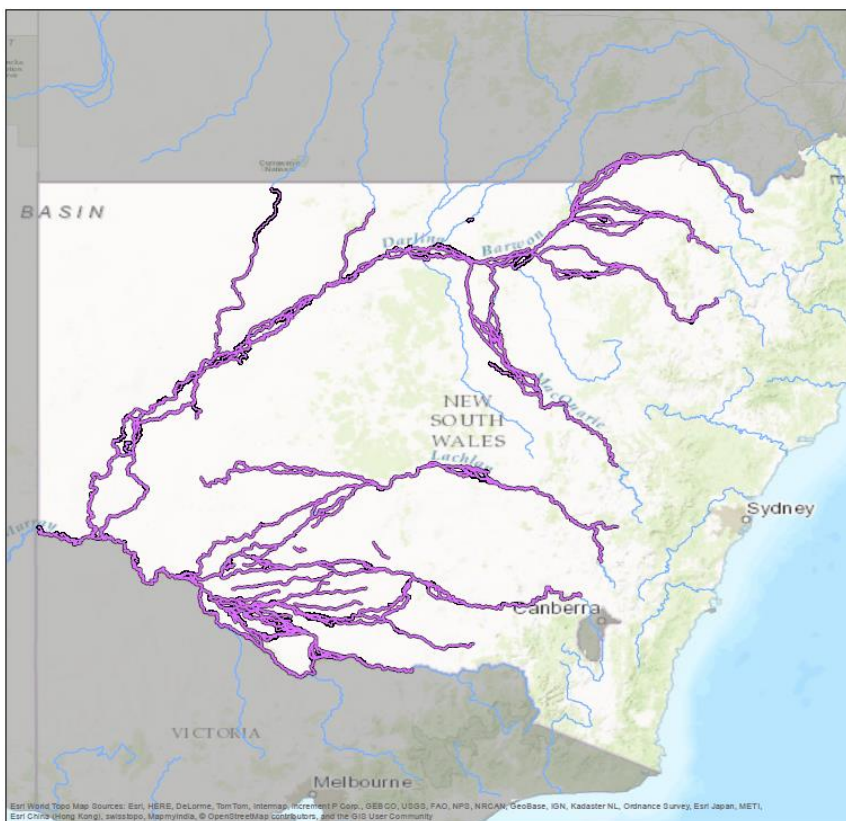 BASIN
Darling
Barwon
MacQuarie
NEW
SOUTH
WALES
Lachlan
Sydney
Murray
Canberra
VICTORIA
Melbourne
Esri World Topo Map Sources: Esri, HERE, DeLorme, TomTom, Intermap, increment P Corp., GEBCO, USGS, FAO, NPS, NRCAN, GeoBase, IGN, Kadaster NL, Ordnance Survey, Esri Japan, METI,
Esri China (Hong Kong), swisstopo, MapmyIndia, © OpenStreetMap contributors, and the GIS User Community